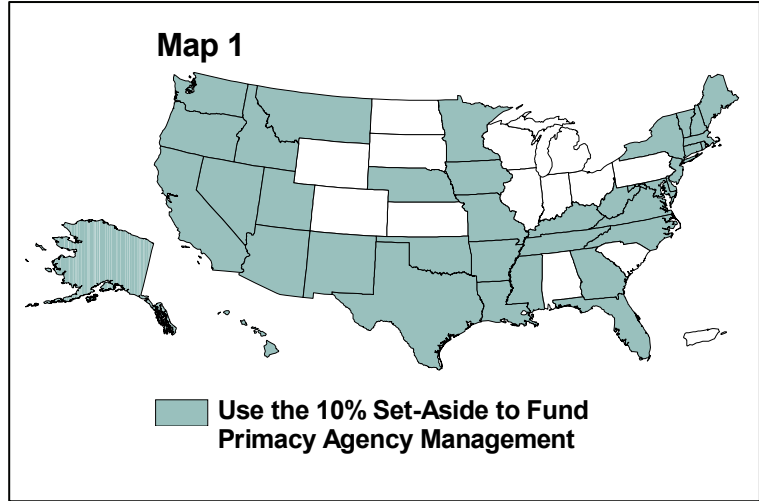 Map 1
Use the 10% Set-Aside to Fund
Primacy Agency Management